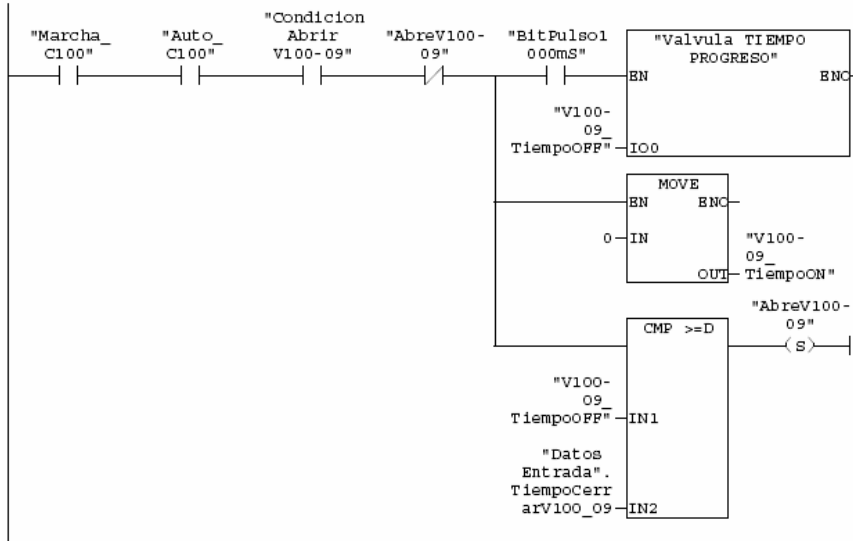 "Condicion
"Marcha_ "Auto_ Abrir "AbreV100- "BitPulso1
C100" C100" V100-09" 09" 000mS"
"Valvula TIEMPO
PROGRESO"
EN ENO
"V100-
09_
TiempoOFF" IO0
MOVE
EN ENO
0 IN
"V100-
09_
OUT TiempoON"
"AbreV100-
09"
CMP >=D
(S)
"V100-
09_
TiempoOFF" IN1
"Datos
Entrada".
TiempoCerr
arV100_09 IN2